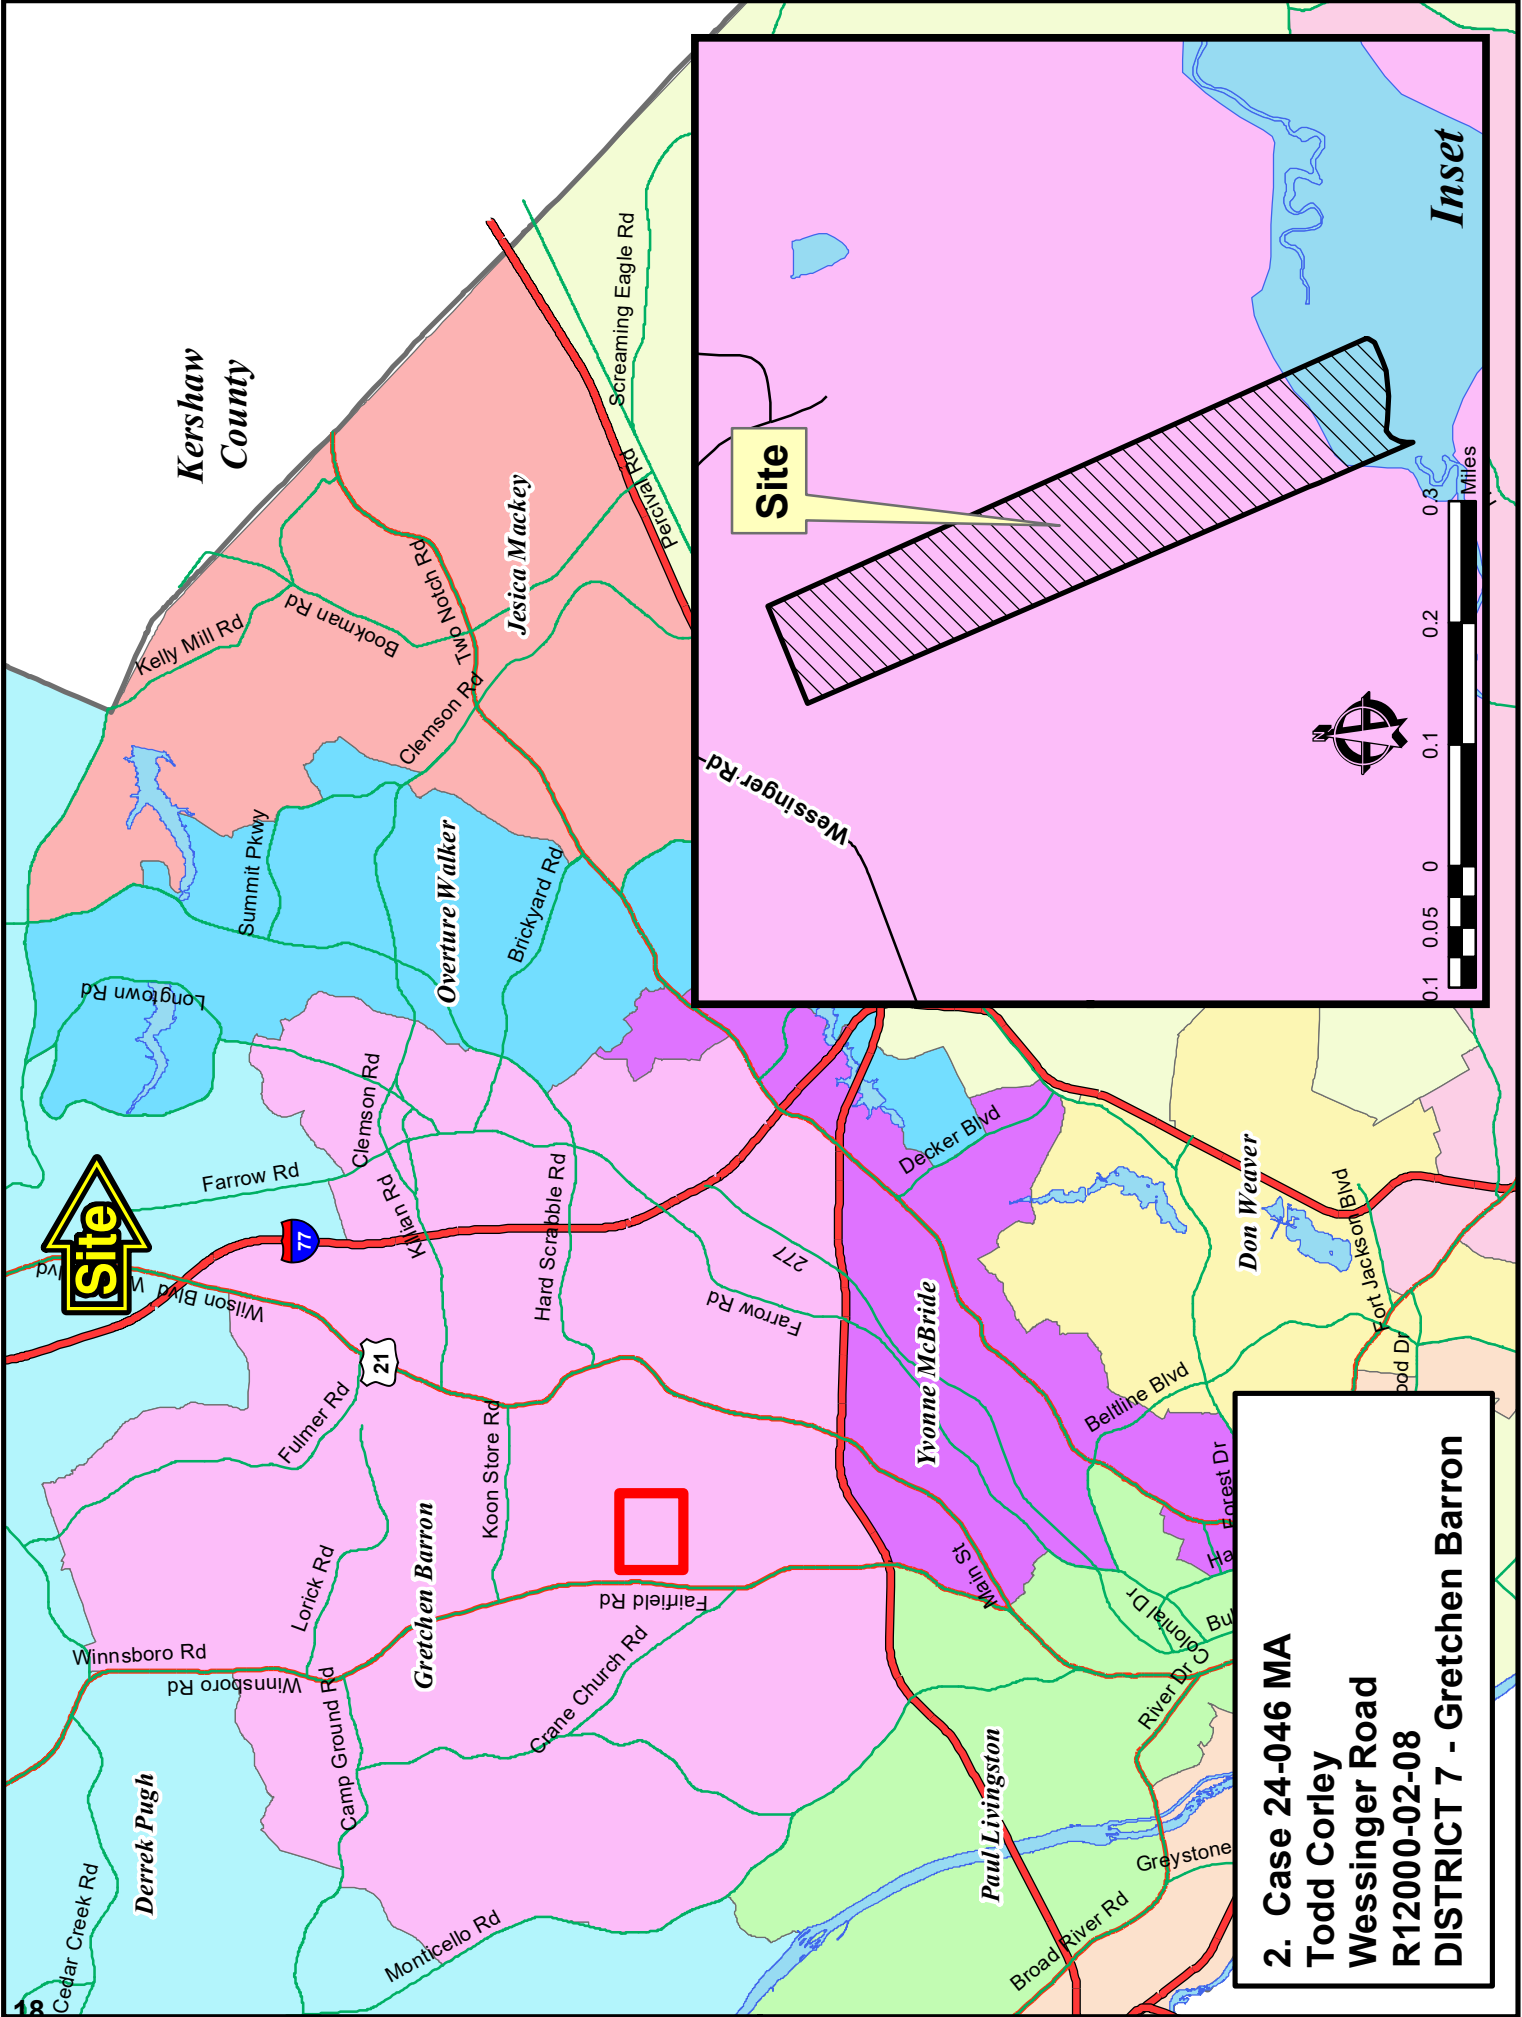 18
Kershaw
County
Screaming Eagle Rd
Percival Rd
Jesica Mackey
Two Notch Rd
Bookman Rd
Kelly Mill Rd
Clemson Rd
Summit Pkwy
Overture Walker
Brickyard Rd
Longtown Rd
Clemson Rd
Farrow Rd
Killian Rd
Hard Scrabble Rd
77
Site
Wilson Blvd
W
lvd
21
Fulmer Rd
Koon Store Rd
Farrow Rd
277
Lorick Rd
Gretchen Barron
Fairfield Rd
Crane Church Rd
Winnsboro Rd
Winnsboro Rd
Camp Ground Rd
Derrek Pugh
Cedar Creek Rd
Monticello Rd
Decker Blvd
Yvonne McBride
Main St
Beltline Blvd
Don Weaver
Fort Jackson Blvd
ood Dr
Forest Dr
Ha
Bul
Colonial Dr
River Dr
Paul Livington
Greystone
Broad River Rd
Site
Wessinger Rd
Inset
N
0.1 0.05 0 0.1 0.2 0.3
Miles
2. Case 24-046 MA
Todd Corley
Wessinger Road
R12000-02-08
DISTRICT 7 - Gretchen Barron